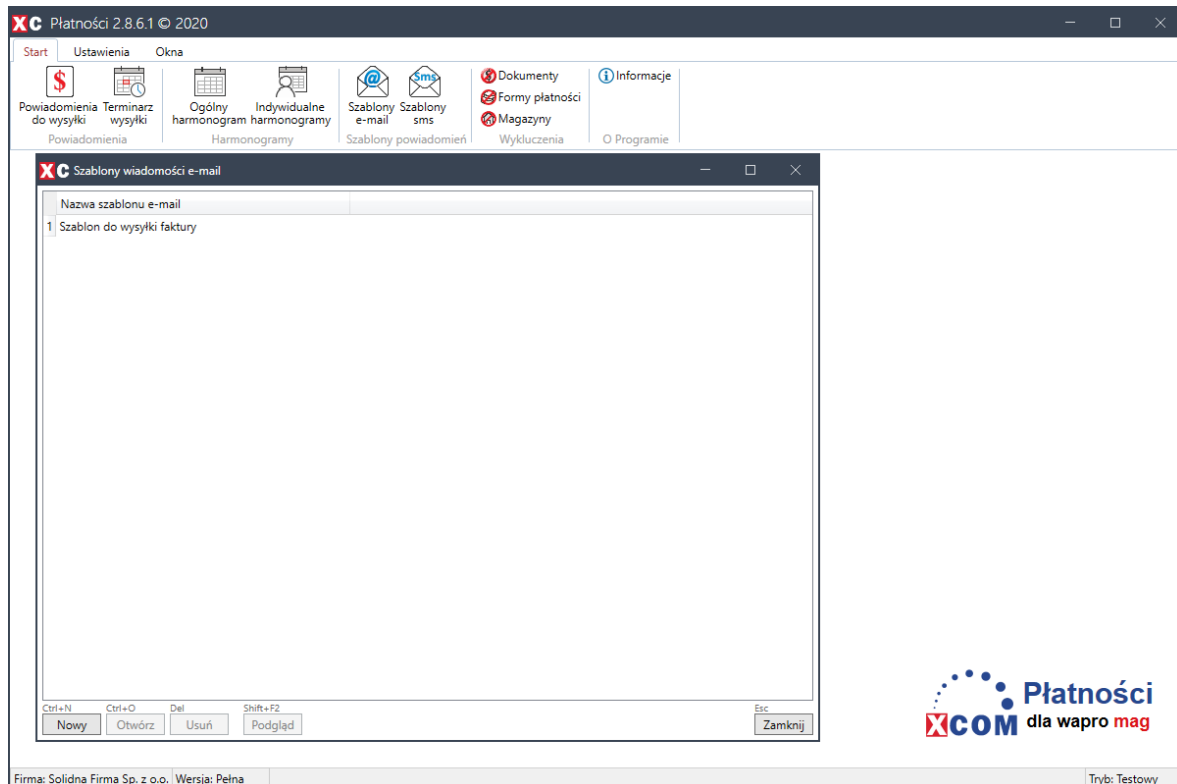 XC Płatności 2.8.6.1 © 2020
Start Ustawienia Okna
$ @ Sms
Powiadomienia do wysyłki
Terminarz wysyłki
Ogólny harmonogram
Indywidualne harmonogramy
Szablony e-mail
Szablony sms
Dokumenty
Formy płatności
Magazyny
Informacje
Powiadomienia Harmonogramy Szablony powiadomień Wykluczenia O Programie
XC Szablony wiadomości e-mail
Nazwa szablonu e-mail
1 Szablon do wysyłki faktury
Ctrl+N Ctrl+O Del Shift+F2 Esc
Nowy Otwórz Usuń Podgląd Zamknij
XCOM Płatności
dla wapro mag
Firma: Solidna Firma Sp. z o.o. Wersja: Pełna Tryb: Testowy